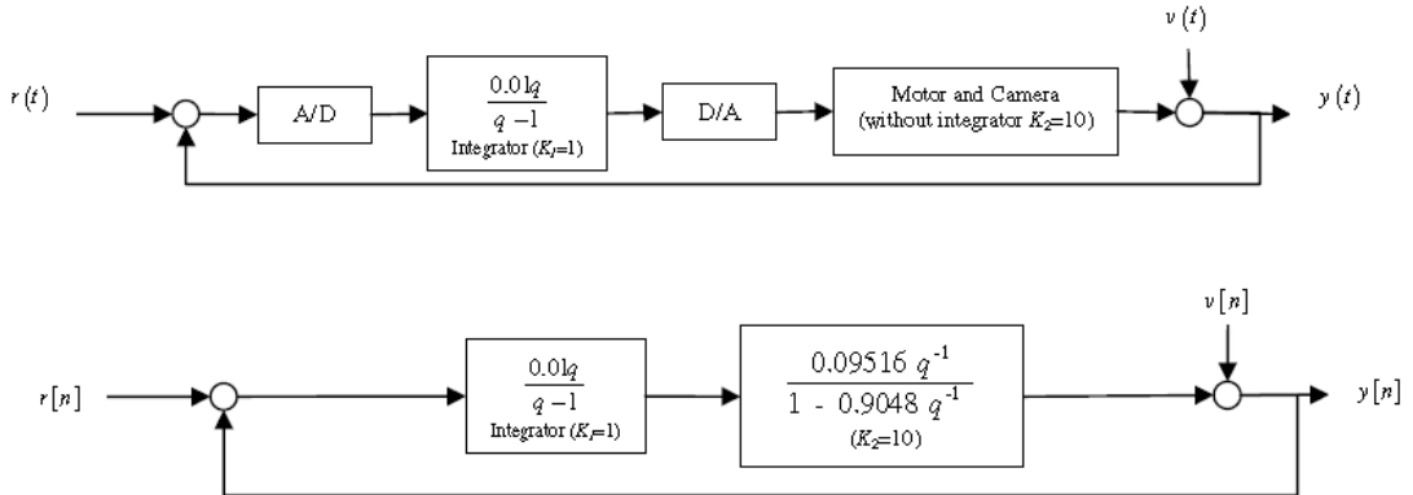 v(t)
r(t)
A/D
0.01q
q − 1
Integrator (K_I=1)
D/A
Motor and Camera
(without integrator K_2=10)
y(t)
v[n]
r[n]
0.01q
q − 1
Integrator (K_I=1)
0.09516 q^-1
1 - 0.9048 q^-1
(K_2=10)
y[n]